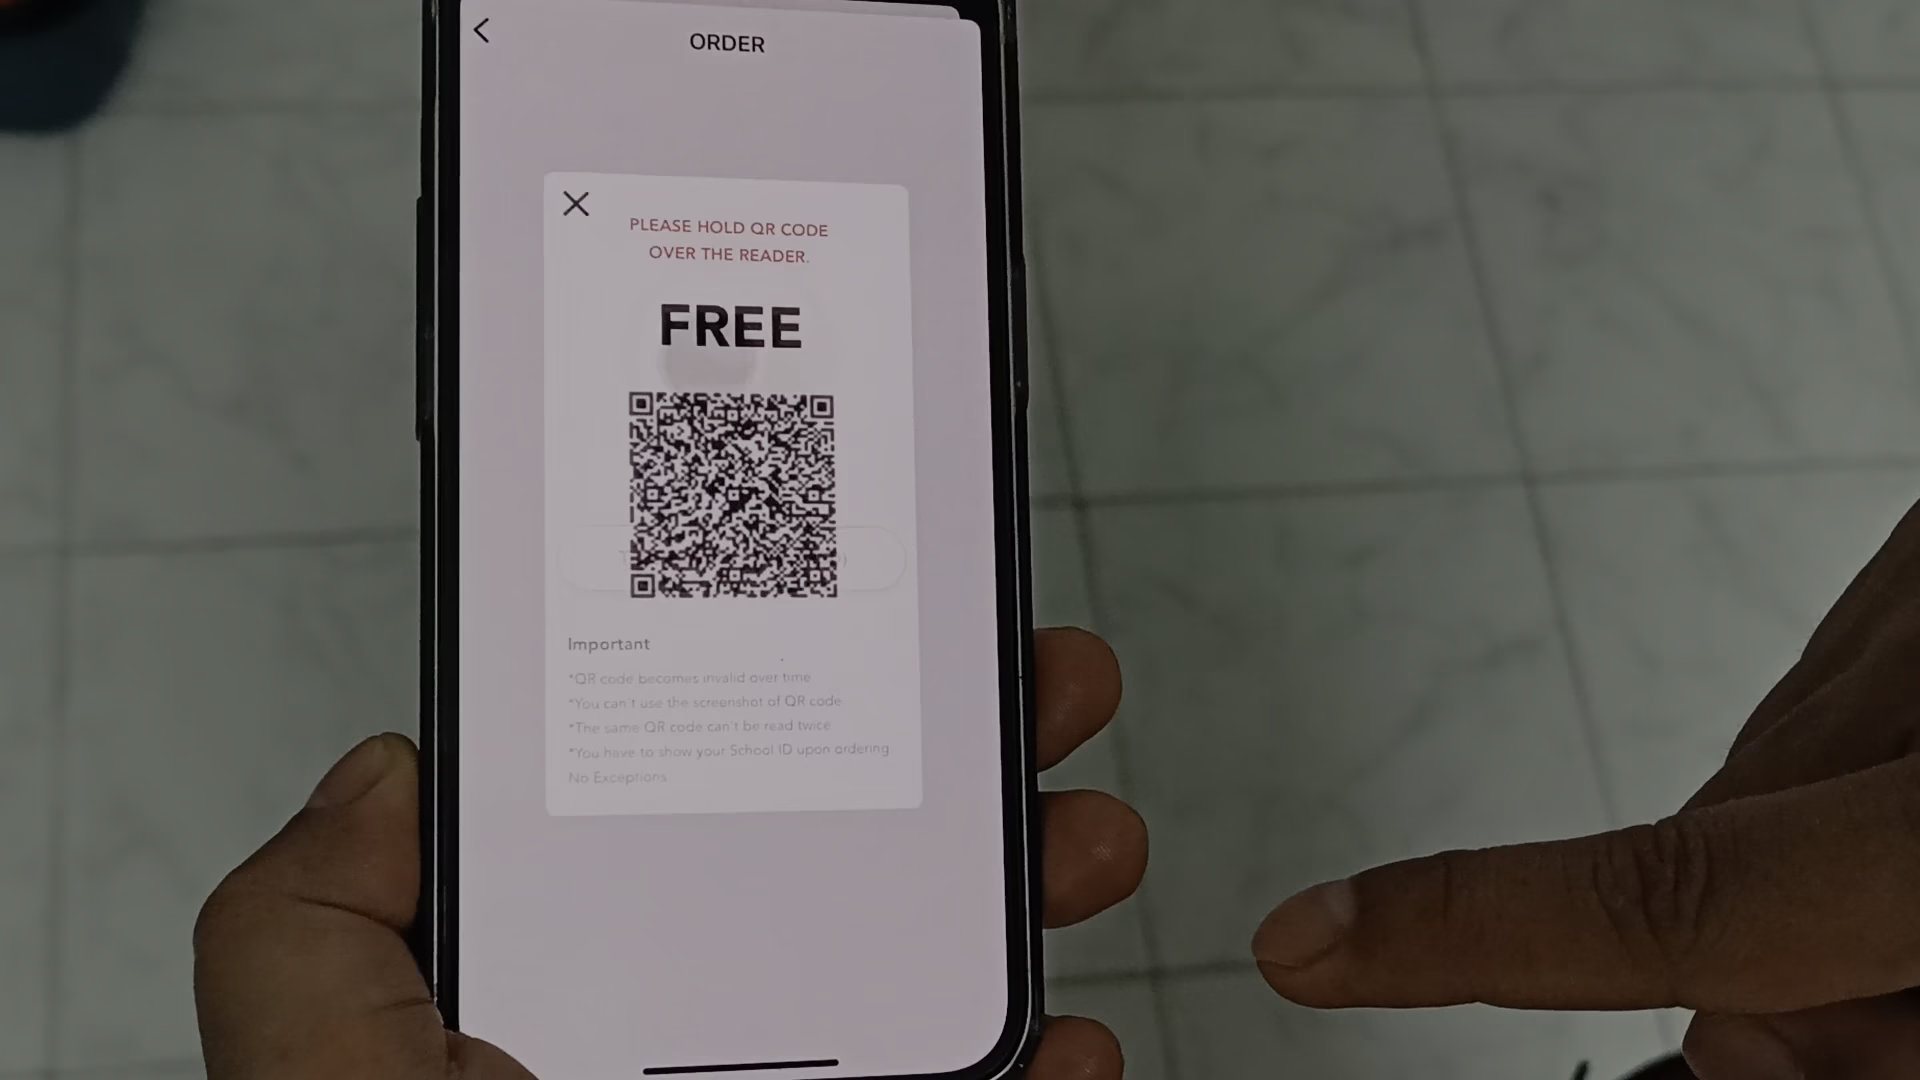 ORDER
PLEASE HOLD QR CODE
OVER THE READER.
FREE
Important
*QR code becomes invalid over time
*You can't use the screenshot of QR code
*The same QR code can't be read twice
*You have to show your School ID upon ordering
No Exceptions